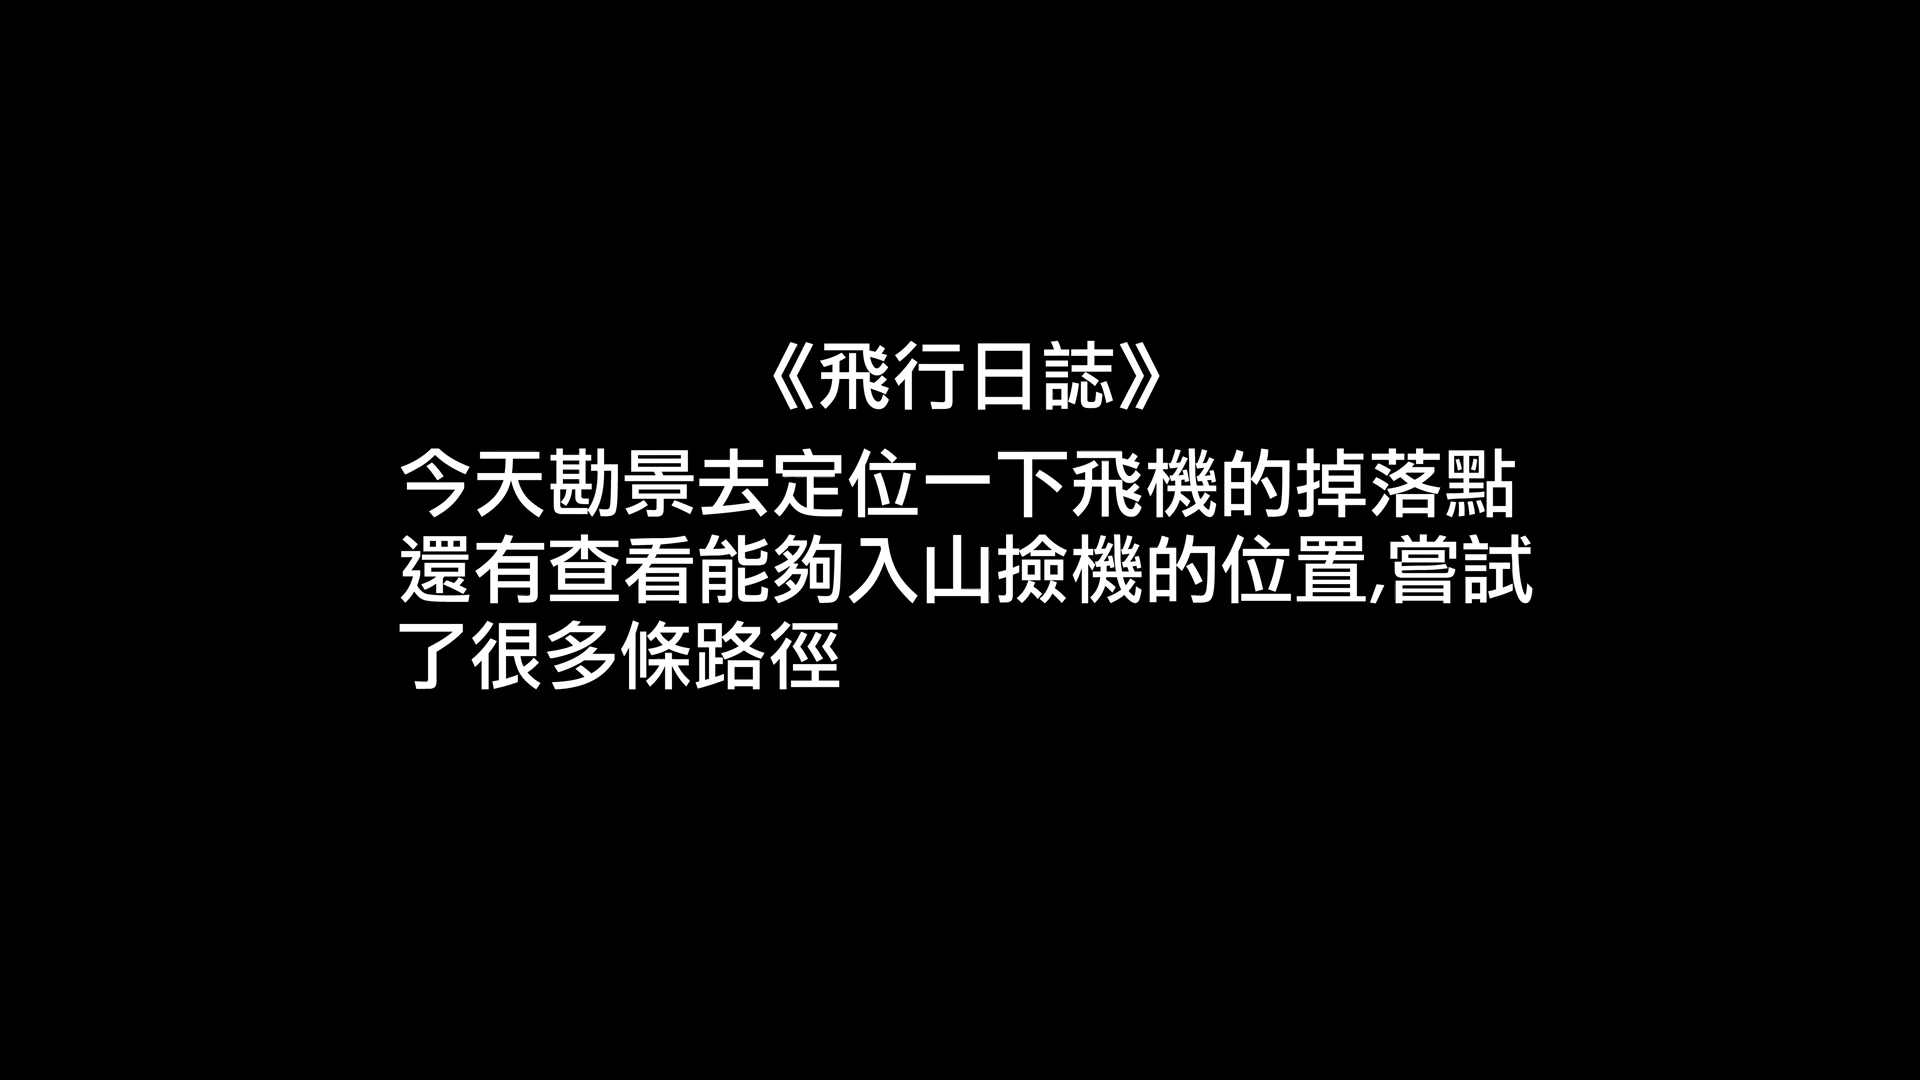 《飛行日誌》
今天勘景去定位一下飛機的掉落點
還有查看能夠入山撿機的位置,嘗試
了很多條路徑